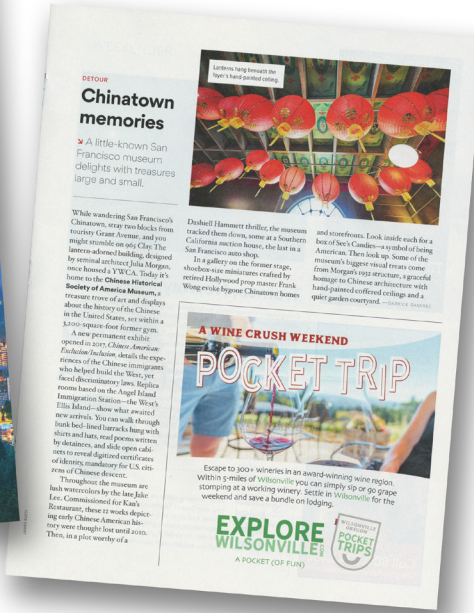 DETOUR
Chinatown
memories
A little-known San
Francisco museum
delights with treasures
large and small.
Lanterns hang beneath the
foyer's hand-painted ceiling.
While wandering San Francisco's
Chinatown, stray two blocks from
touristy Grant Avenue, and you
might stumble on 965 Clay. The
lantern-adorned building, designed
by seminal architect Julia Morgan,
once housed a YWCA. Today it's
home to the Chinese Historical
Society of America Museum, a
treasure trove of art and displays
about the history of the Chinese
in the United States, set within a
3,200-square-foot former gym.
A new permanent exhibit
opened in 2017, Chinese American:
Exclusion/Inclusion, details the expe-
riences of the Chinese immigrants
who helped build the West, yet
faced discriminatory laws. Replica
rooms based on the Angel Island
Immigration Station—the West's
Ellis Island—show what awaited
new arrivals. You can walk through
bunk bed–lined barracks hung with
shirts and hats, read poems written
by detainees, and slide open cabi-
nets to reveal digitized certificates
of identity, mandatory for U.S. citi-
zens of Chinese descent.
Throughout the museum are
lush watercolors by the late Jake
Lee. Commissioned for Kan's
Restaurant, these 12 works depict-
ing early Chinese American his-
tory were thought lost until 2010.
Then, in a plot worthy of a
Dashiell Hammett thriller, the museum
tracked them down, some at a Southern
California auction house, the last in a
San Francisco auto shop.
In a gallery on the former stage,
shoebox-size miniatures crafted by
retired Hollywood prop master Frank
Wong evoke bygone Chinatown homes
and storefronts. Look inside each for a
box of See's Candies—a symbol of being
American. Then look up. Some of the
museum's biggest visual treats come
from Morgan's 1932 structure, a graceful
homage to Chinese architecture with
hand-painted coffered ceilings and a
quiet garden courtyard.
A WINE CRUSH WEEKEND
POCKET TRIP
Escape to 300+ wineries in an award-winning wine region.
Within 5-miles of Wilsonville you can simply sip or go grape
stomping at a working winery. Settle in Wilsonville for the
weekend and save a bundle on lodging.
EXPLORE
WILSONVILLE.COM
A POCKET (OF FUN)
WILSONVILLE
OREGON
POCKET
TRIPS